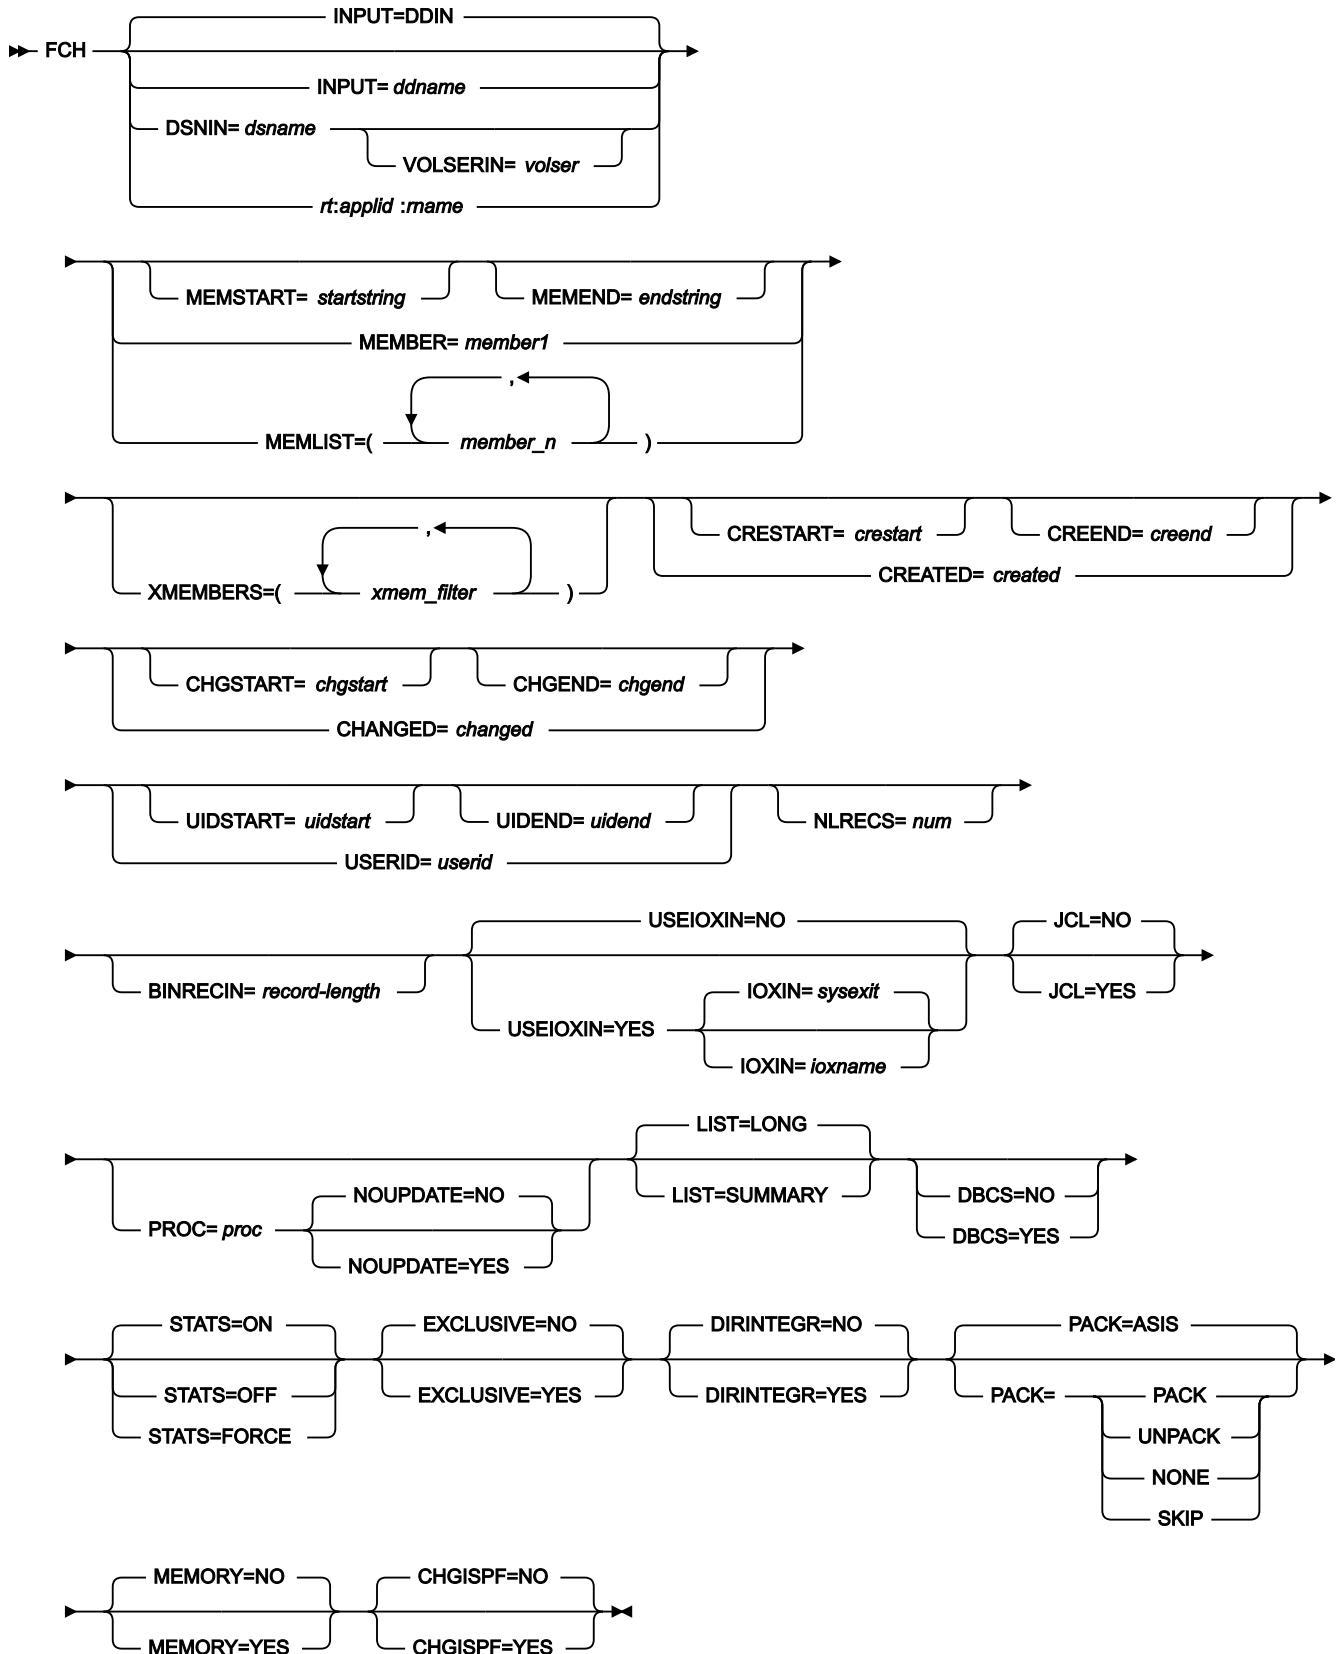 INPUT=DDIN
FCH
INPUT= ddname
DSNIN= dsname
VOLSERIN= volser
rt:applid :rname
MEMSTART= startstring MEMEND= endstring
MEMBER= member1
,
MEMLIST=( member_n )
CRESTART= crestart CREEND= creend
,
CREATED= created
XMEMBERS=( xmem_filter )
CHGSTART= chgstart CHGEND= chgend
CHANGED= changed
UIDSTART= uidstart UIDEND= uidend NLRECS= num
USERID= userid
USEIOXIN=NO JCL=NO
BINRECIN= record-length IOXIN= sysexit JCL=YES
USEIOXIN=YES
IOXIN= ioxname
LIST=LONG
NOUPDATE=NO LIST=SUMMARY DBCS=NO
PROC= proc DBCS=YES
NOUPDATE=YES
STATS=ON EXCLUSIVE=NO DIRINTEGR=NO PACK=ASIS
STATS=OFF EXCLUSIVE=YES DIRINTEGR=YES PACK= PACK
STATS=FORCE UNPACK
NONE
SKIP
MEMORY=NO CHGISPF=NO
MEMORY=YES CHGISPF=YES